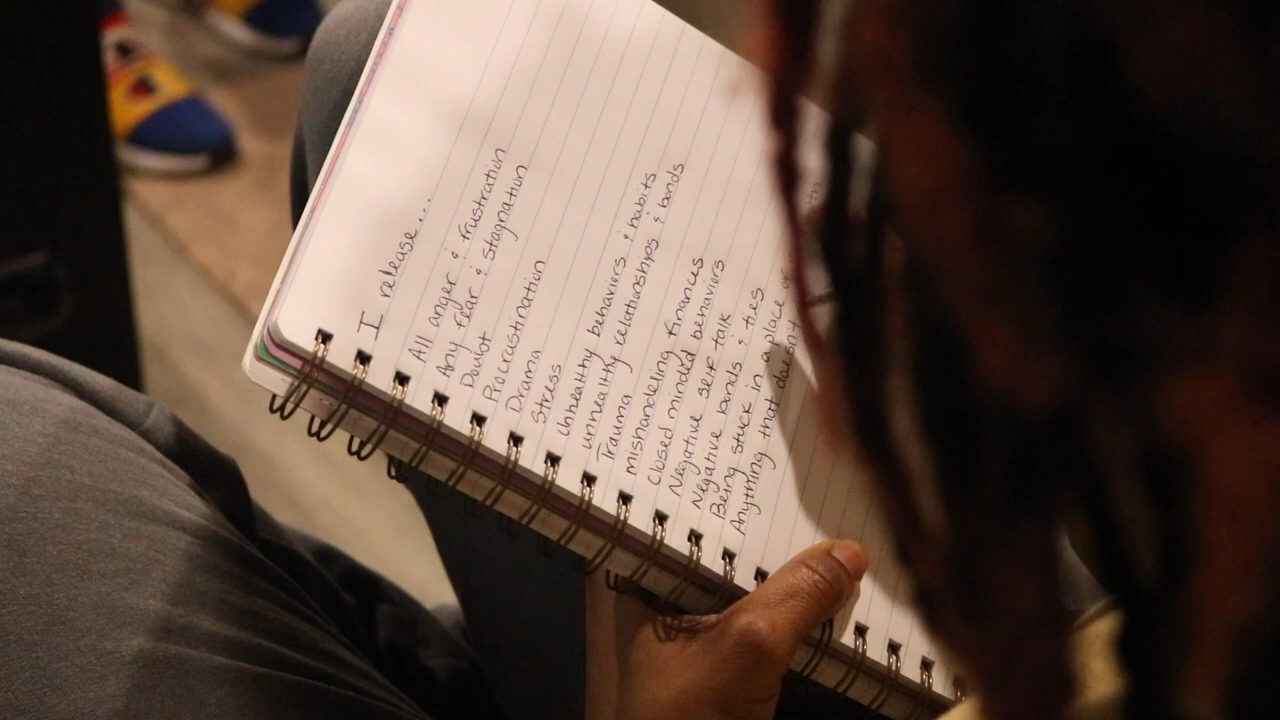 I release...
All anger & frustration
Any fear & stagnation
Doubt
Procrastination
Drama
Stress
Unhealthy behaviors & habits
unhealthy relationships & bonds
Trauma
mishandeling finances
Closed minded behaviors
Negative self talk
Negative bonds & ties
Being stuck in a place
Anything that doesn't